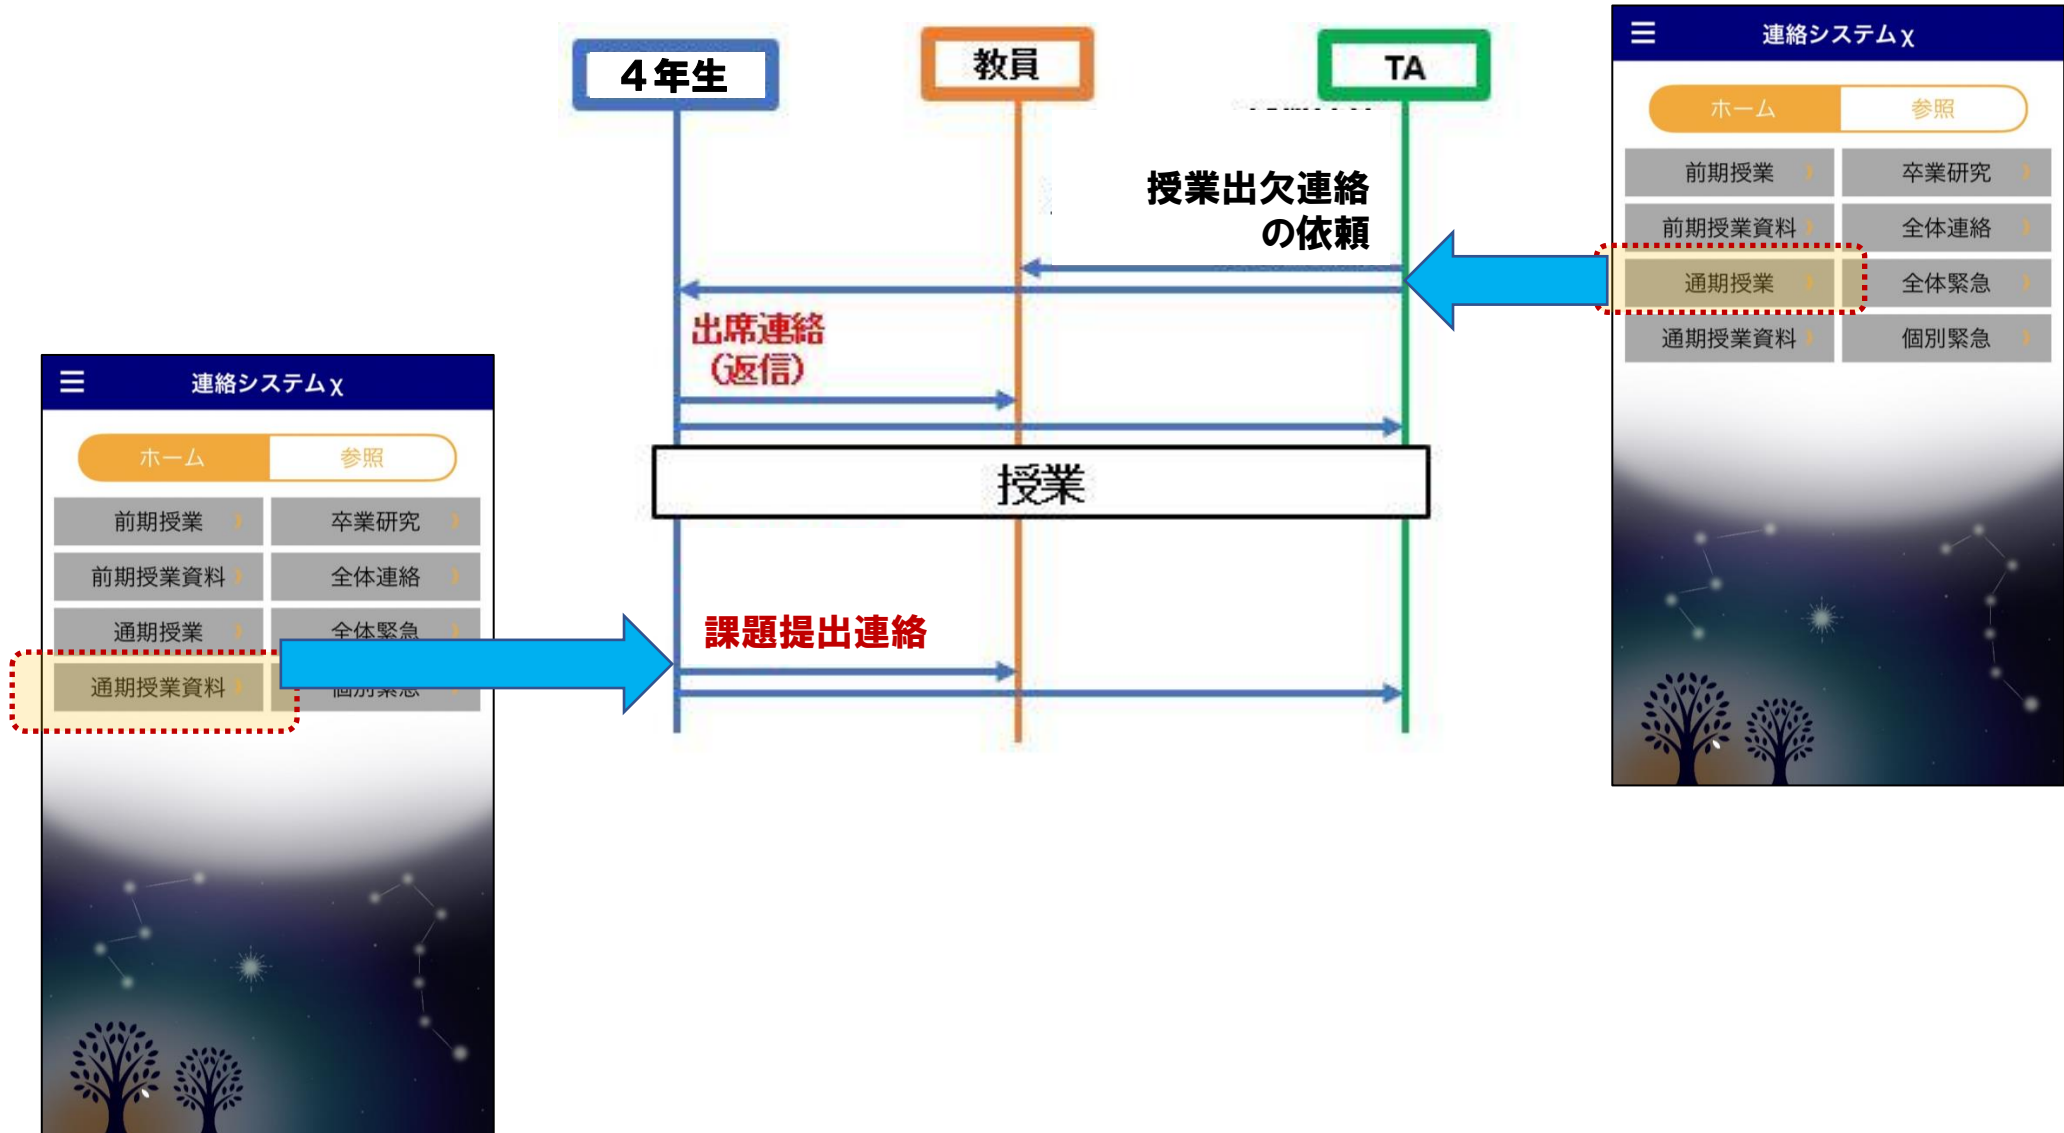 4年生
教員
TA
授業出欠連絡
の依頼
出席連絡
(返信)
授業
課題提出連絡
連絡システムχ
ホーム
参照
前期授業
卒業研究
前期授業資料
全体連絡
通期授業
全体緊急
通期授業資料
個別緊急
連絡システムχ
ホーム
参照
前期授業
卒業研究
前期授業資料
全体連絡
通期授業
全体緊急
通期授業資料
個別緊急